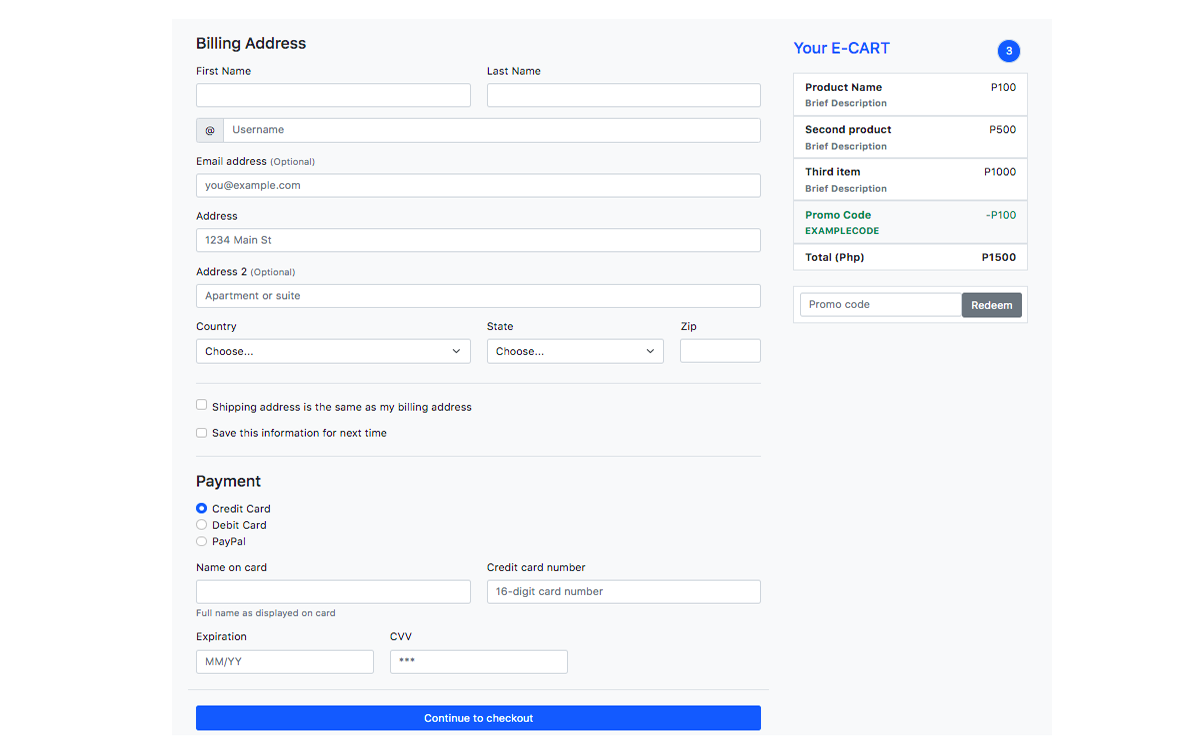 Billing Address
First Name Last Name
@ Username
Email address (Optional)
you@example.com
Address
1234 Main St
Address 2 (Optional)
Apartment or suite
Country State Zip
Choose... Choose...
Shipping address is the same as my billing address
Save this information for next time
Payment
Credit Card
Debit Card
PayPal
Name on card Credit card number
16-digit card number
Full name as displayed on card
Expiration CVV
MM/YY ***
Continue to checkout
Your E-CART 3
Product Name P100
Brief Description
Second product P500
Brief Description
Third item P1000
Brief Description
Promo Code -P100
EXAMPLECODE
Total (Php) P1500
Promo code Redeem